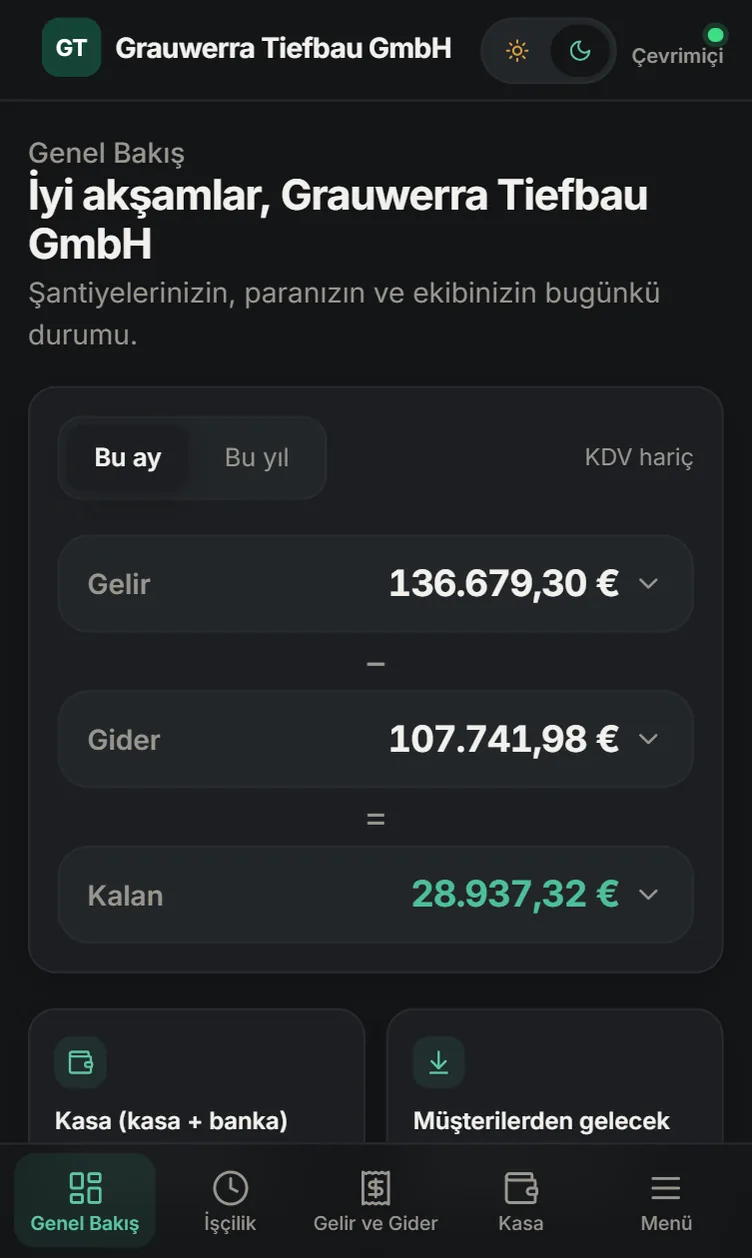 GT
Grauwerra Tiefbau GmbH
Çevrimiçi
Genel Bakış
İyi akşamlar, Grauwerra Tiefbau
GmbH
Şantiyelerinizin, paranızın ve ekibinizin bugünkü
durumu.
Bu ay
Bu yıl
KDV hariç
Gelir 136.679,30 €
−
Gider 107.741,98 €
=
Kalan 28.937,32 €
Kasa (kasa + banka)
Müşterilerden gelecek
Genel Bakış
İşçilik
Gelir ve Gider
Kasa
Menü